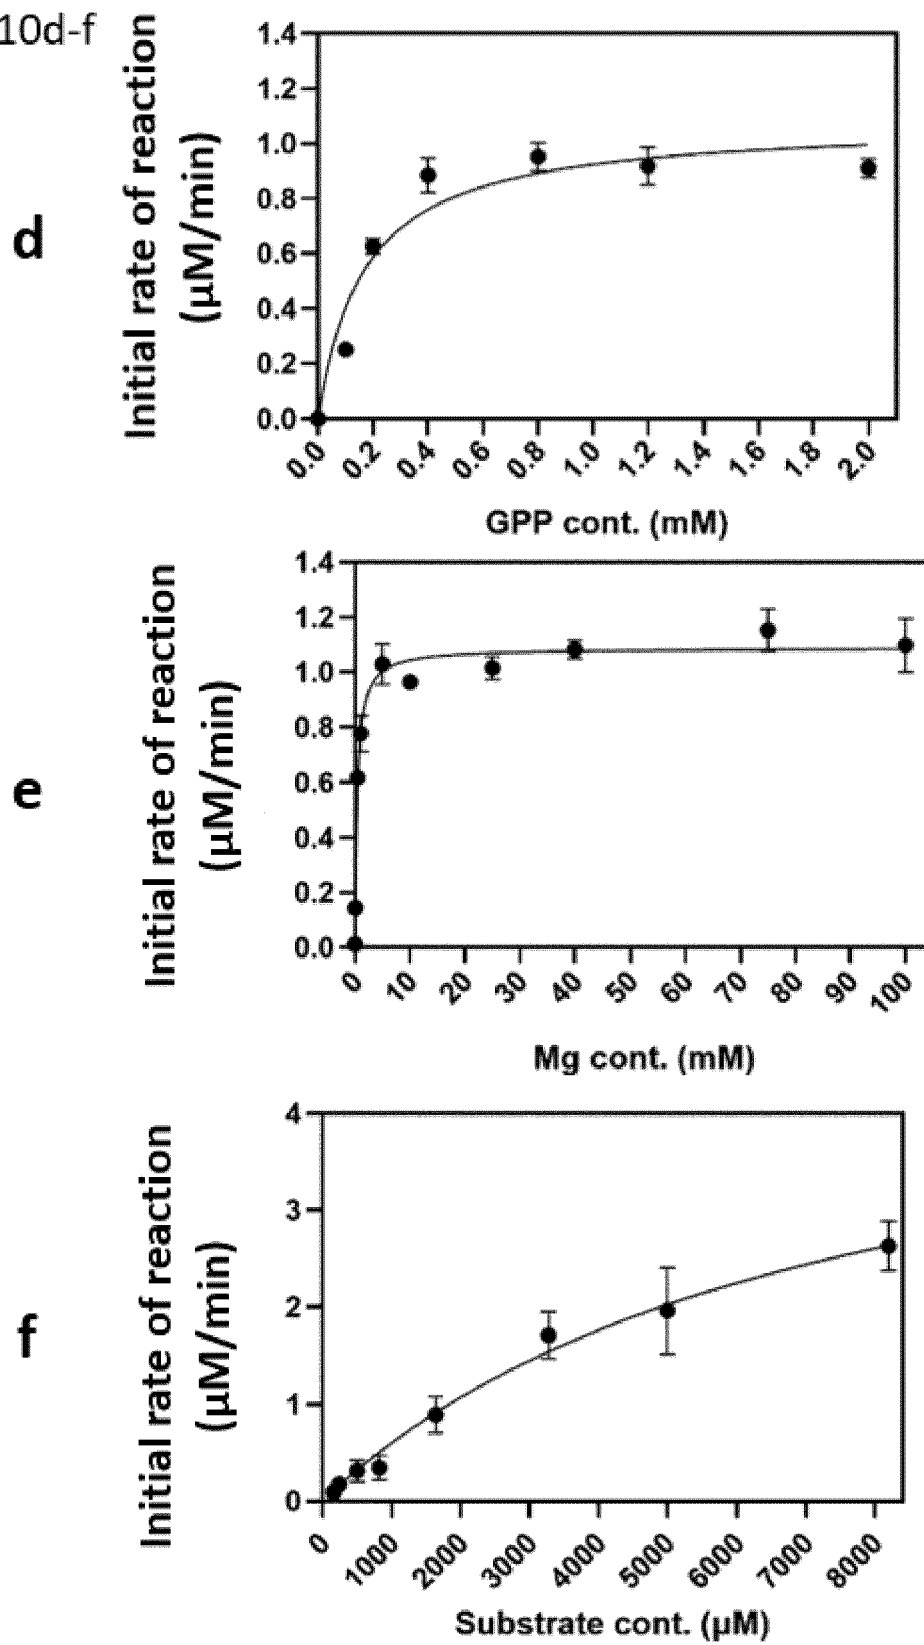 10d-f
d
Initial rate of reaction
(µM/min)
1.4
1.2
1.0
0.8
0.6
0.4
0.2
0.0
0.0 0.2 0.4 0.6 0.8 1.0 1.2 1.4 1.6 1.8 2.0
GPP cont. (mM)
e
Initial rate of reaction
(µM/min)
1.4
1.2
1.0
0.8
0.6
0.4
0.2
0.0
0 10 20 30 40 50 60 70 80 90 100
Mg cont. (mM)
f
Initial rate of reaction
(µM/min)
4
3
2
1
0
0 1000 2000 3000 4000 5000 6000 7000 8000
Substrate cont. (µM)